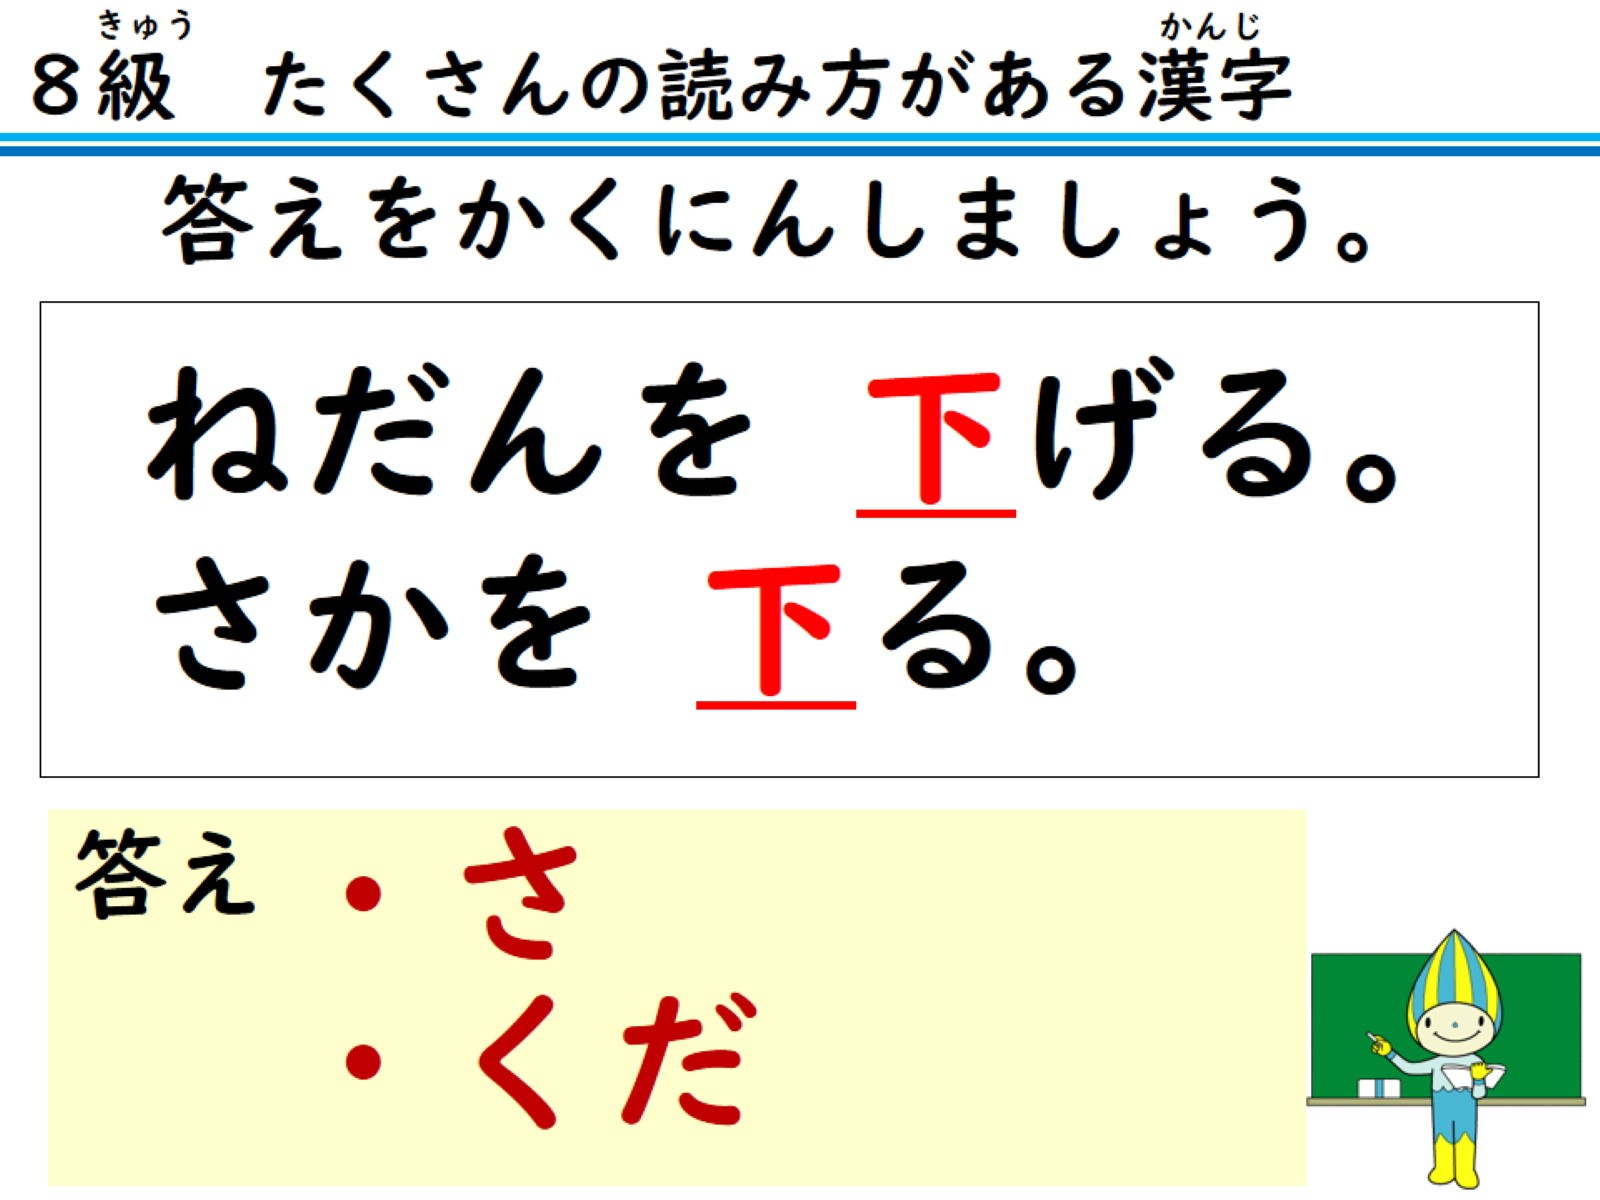 きゅう　かんじ
８級　たくさんの読み方がある漢字
答えをかくにんしましょう。
ねだんを 下げる。
さかを 下る。
答え ・さ
・くだ